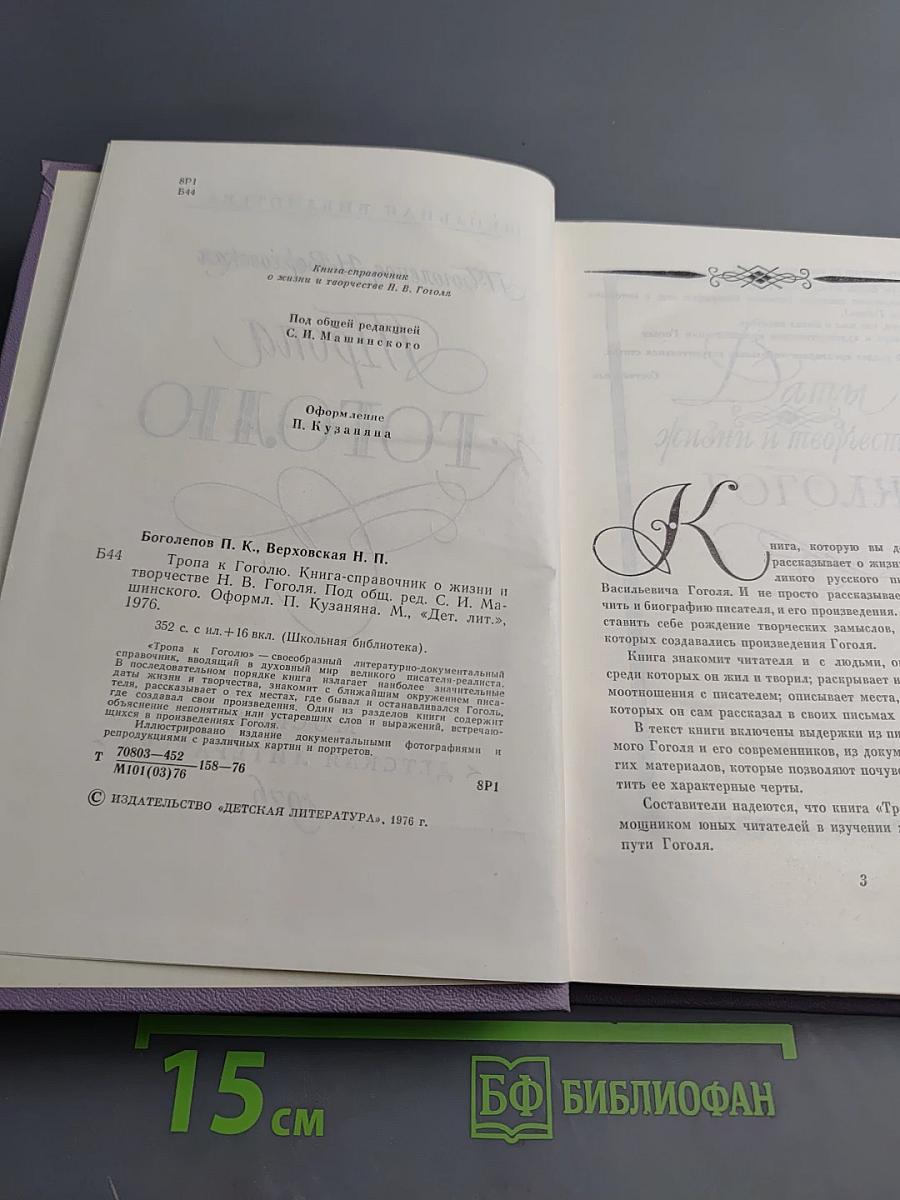 8Р1
Б44
Книга-справочник
о жизни и творчестве Н. В. Гоголя
Под общей редакцией
С. И. Машинского
Оформление
П. Кузаняна
Боголепов П. К., Верховская Н. П.
Б44 Тропа к Гоголю. Книга-справочник о жизни и
творчестве Н. В. Гоголя. Под общ. ред. С. И. Ма-
шинского. Оформл. П. Кузаняна. М., «Дет. лит.»,
1976.
352 с. с ил.+16 вкл. (Школьная библиотека).
«Тропа к Гоголю» — своеобразный литературно-документальный
справочник, вводящий в духовный мир великого писателя-реалиста.
В последовательном порядке книга излагает наиболее значительные
даты жизни и творчества, знакомит с ближайшим окружением писа-
теля, рассказывает о тех местах, где бывал и останавливался Гоголь,
где создавал свои произведения. Один из разделов книги содержит
объяснение непонятных или устаревших слов и выражений, встречаю-
щихся в произведениях Гоголя.
Иллюстрировано издание документальными фотографиями и
репродукциями с различных картин и портретов.
Т 70803—452
М101(03)76 158—76
8Р1
© ИЗДАТЕЛЬСТВО «ДЕТСКАЯ ЛИТЕРАТУРА», 1976 г.
Книга, которую вы д
рассказывает о жизн
ликого русского пи
Васильевича Гоголя. И не просто рассказывае
чить и биографию писателя, и его произведения.
ставить себе рождение творческих замыслов,
которых создавались произведения Гоголя.
Книга знакомит читателя и с людьми, о
среди которых он жил и творил; раскрывает и
моотношения с писателем; описывает места,
которых он сам рассказал в своих письмах
В текст книги включены выдержки из пи
мого Гоголя и его современников, из докум
гих материалов, которые позволяют почувс
тить ее характерные черты.
Составители надеются, что книга «Тро
мощником юных читателей в изучении
пути Гоголя.
3
15 см
БФ БИБЛИОФАН